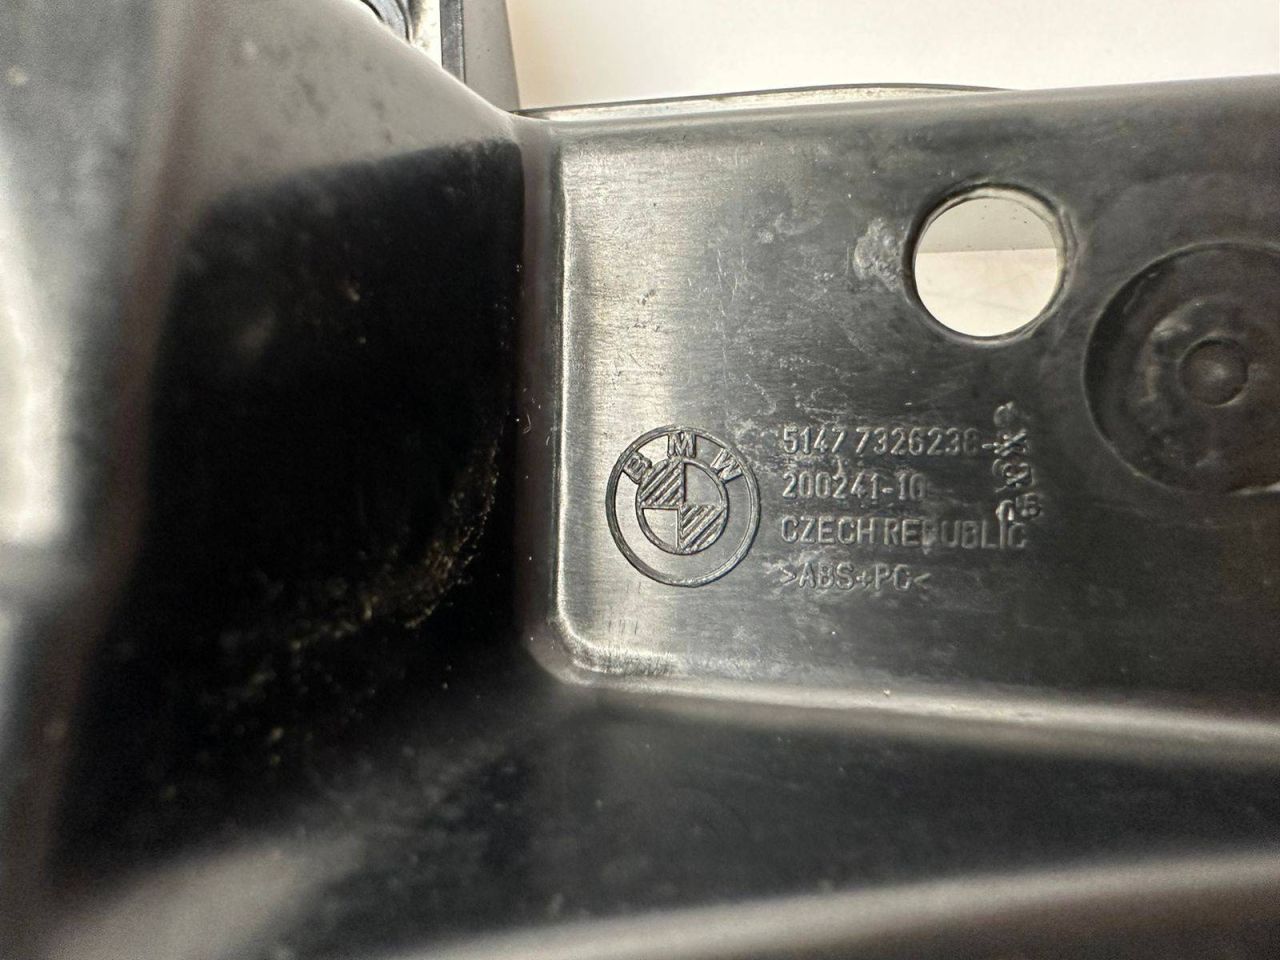 BMW
5147 7326238
200241-10
CZECH REPUBLIC
>ABS+PC<